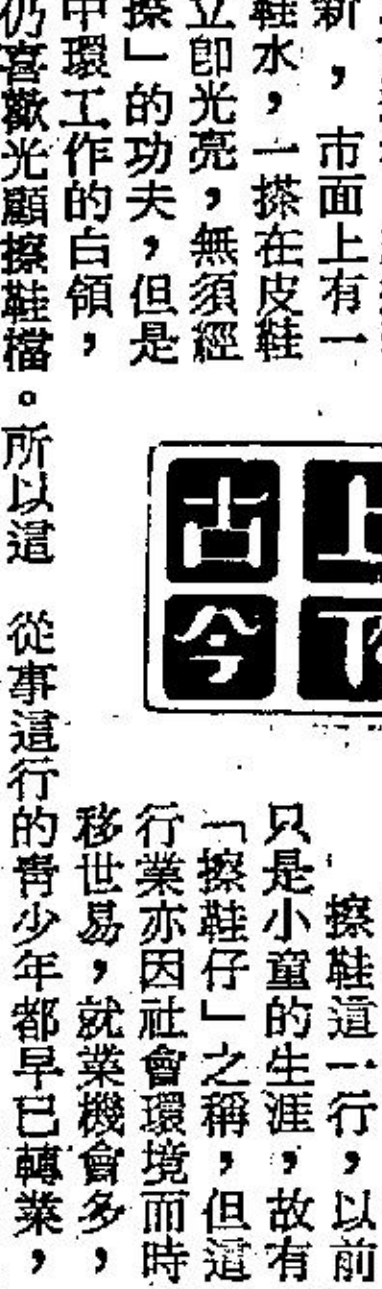 新，市面上有一
鞋水，一搽在皮鞋
立卽光亮，無須經
擦」的功夫，但是
中環工作的白領，
仍喜歡光顧擦鞋檔。所以這
上下
古今
擦鞋這一行，以前
只是小童的生涯，故有
「擦鞋仔」之稱，但這
行業亦因社會環境而時
移世易，就業機會多，
從事這行的青少年都早已轉業，